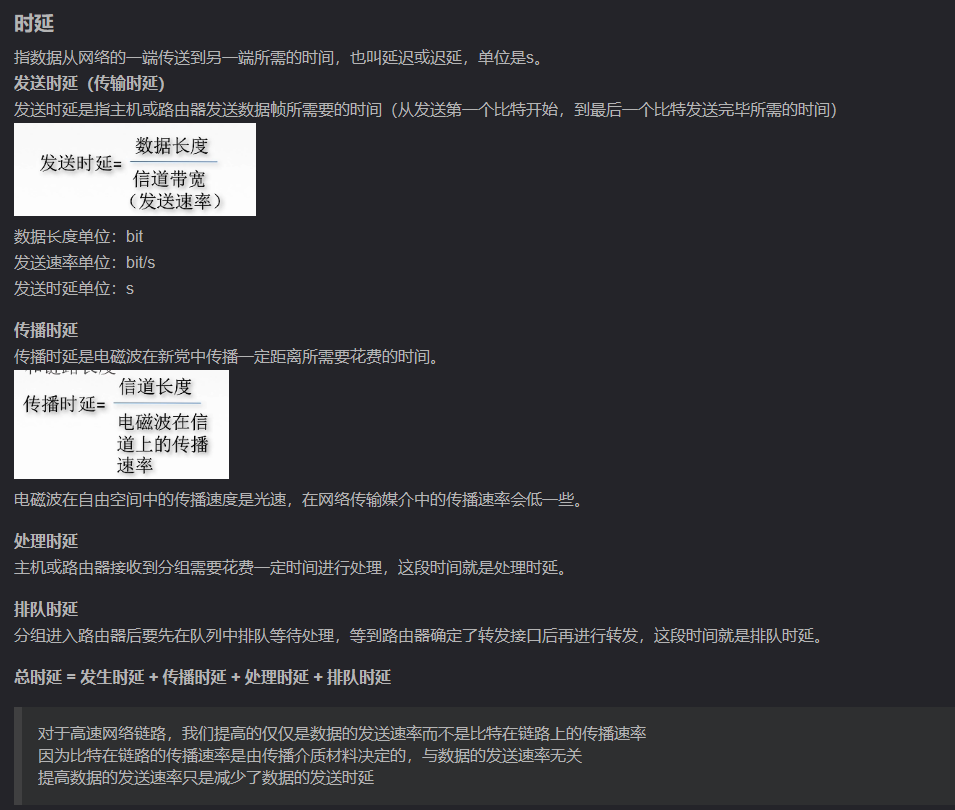 时延
指数据从网络的一端传送到另一端所需的时间，也叫延迟或迟延，单位是s。
发送时延（传输时延）
发送时延是指主机或路由器发送数据帧所需要的时间（从发送第一个比特开始，到最后一个比特发送完毕所需的时间）
发送时延=
数据长度
信道带宽
（发送速率）
数据长度单位：bit
发送速率单位：bit/s
发送时延单位：s
传播时延
传播时延是电磁波在新党中传播一定距离所需要花费的时间。
和链路长度
传播时延=
信道长度
电磁波在信
道上的传播
速率
电磁波在自由空间中的传播速度是光速，在网络传输媒介中的传播速率会低一些。
处理时延
主机或路由器接收到分组需要花费一定时间进行处理，这段时间就是处理时延。
排队时延
分组进入路由器后要先在队列中排队等待处理，等到路由器确定了转发接口后再进行转发，这段时间就是排队时延。
总时延 = 发生时延 + 传播时延 + 处理时延 + 排队时延
对于高速网络链路，我们提高的仅仅是数据的发送速率而不是比特在链路上的传播速率
因为比特在链路的传播速率是由传播介质材料决定的，与数据的发送速率无关
提高数据的发送速率只是减少了数据的发送时延